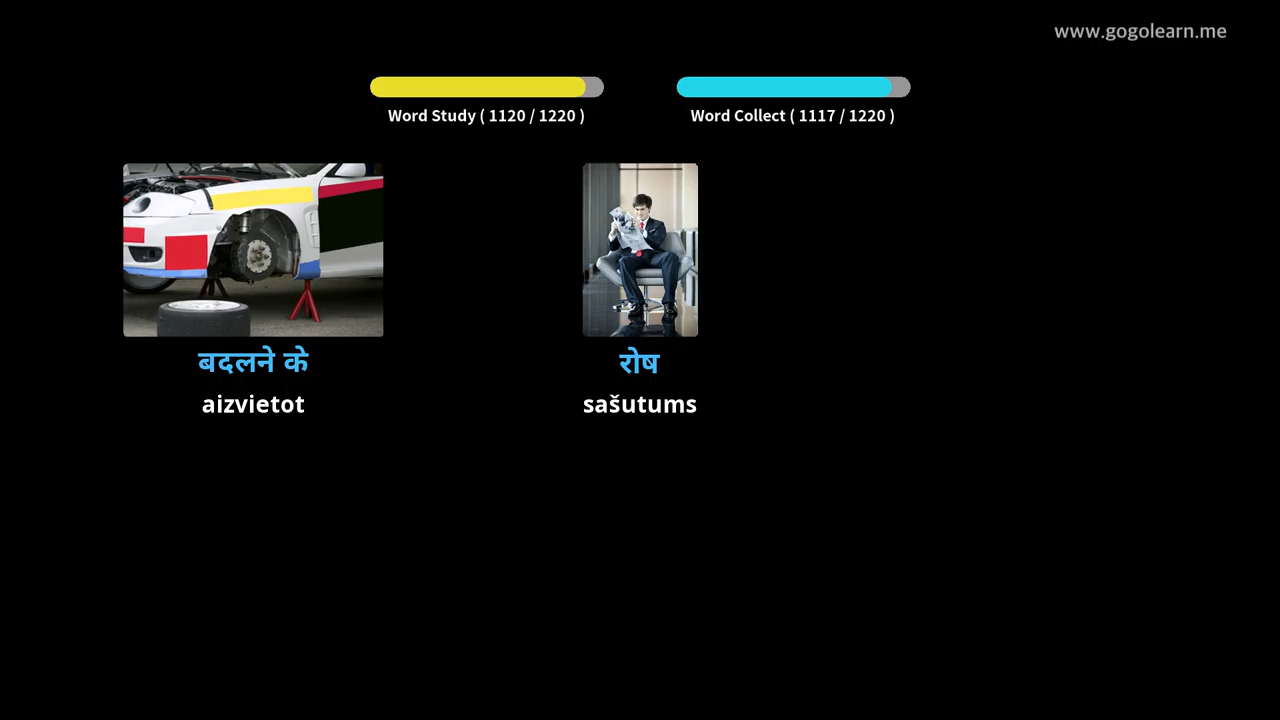 www.gogolearn.me
Word Study ( 1120 / 1220 )
Word Collect ( 1117 / 1220 )
बदलने के
रोष
aizvietot
sašutums